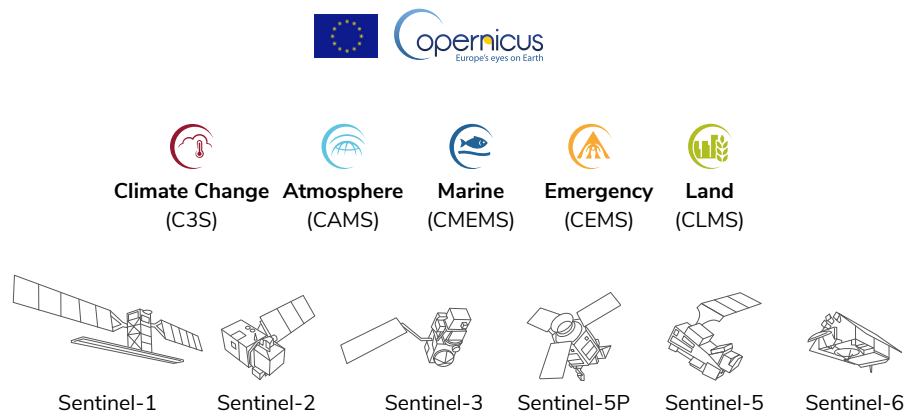 Copernicus
Europe's eyes on Earth
Climate Change Atmosphere Marine Emergency Land
(C3S) (CAMS) (CMEMS) (CEMS) (CLMS)
Sentinel-1 Sentinel-2 Sentinel-3 Sentinel-5P Sentinel-5 Sentinel-6